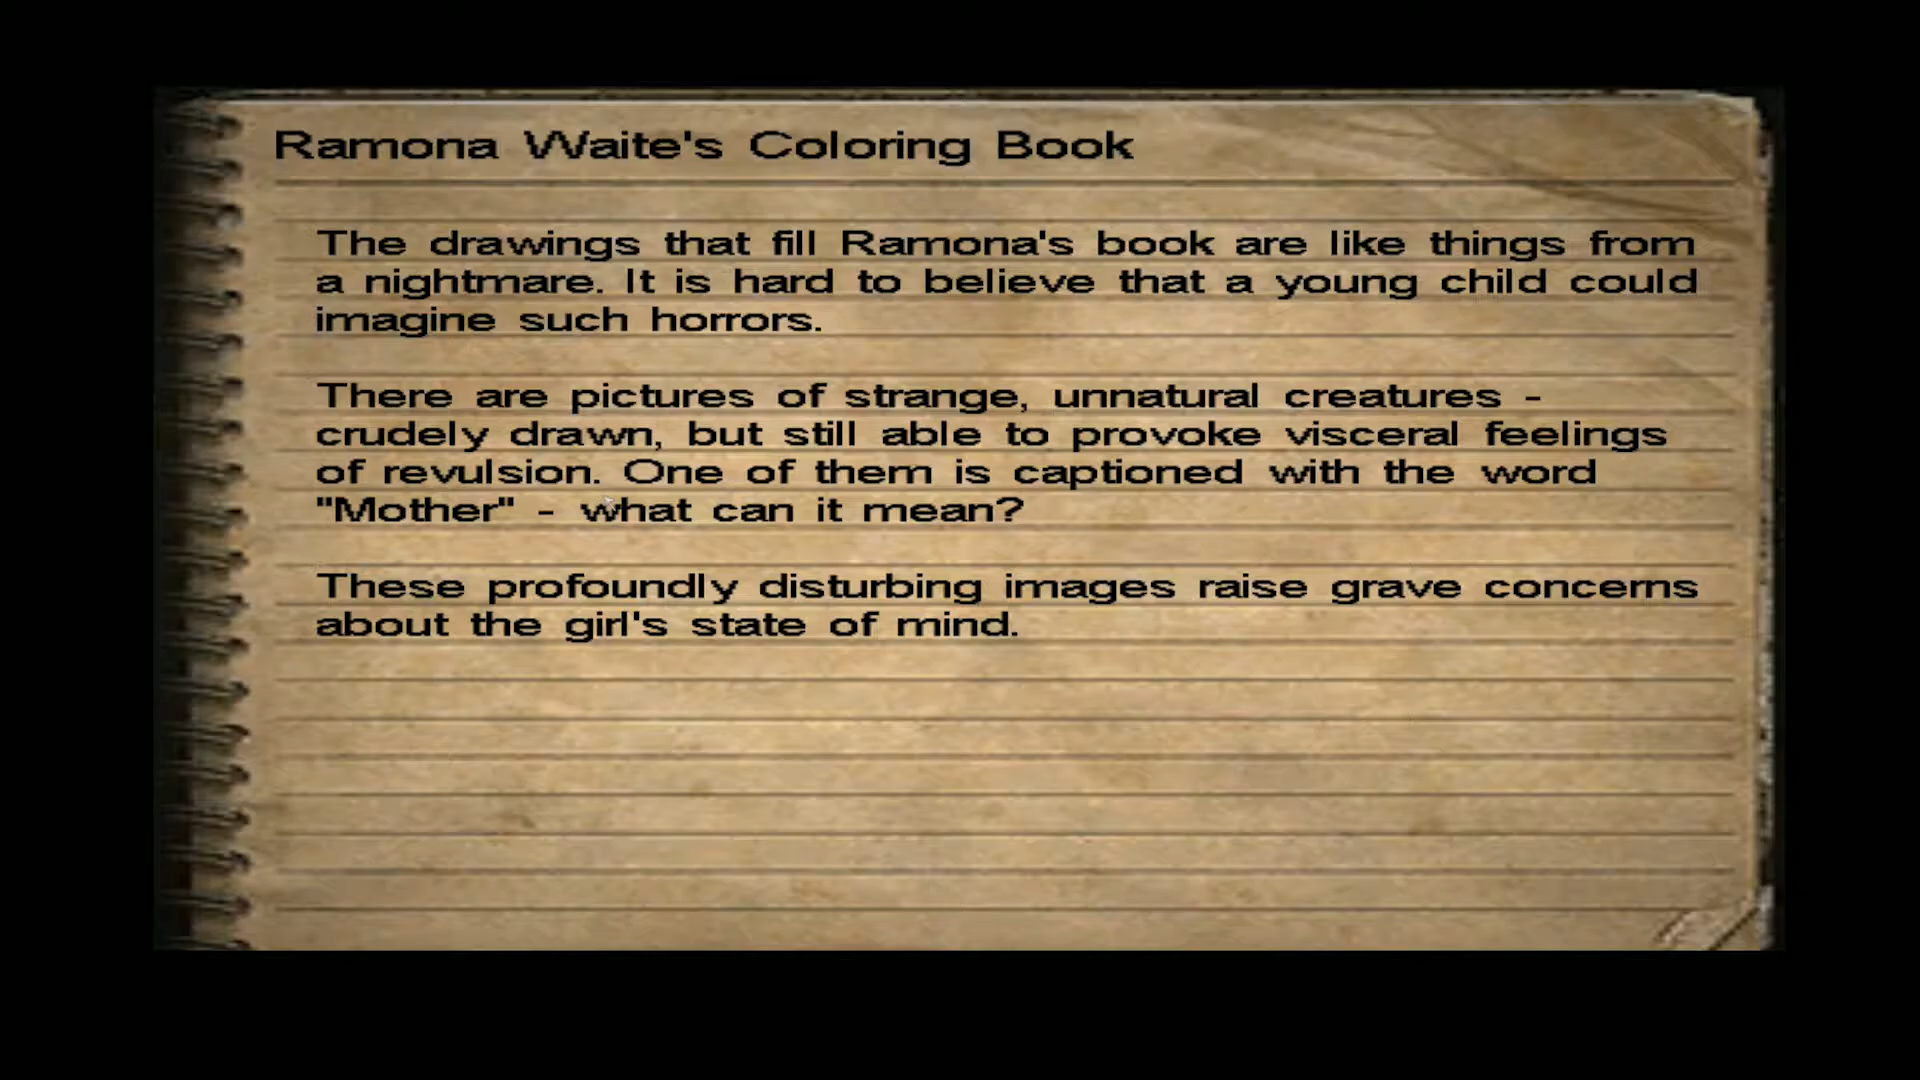 Ramona Waite's Coloring Book
The drawings that fill Ramona's book are like things from
a nightmare. It is hard to believe that a young child could
imagine such horrors.
There are pictures of strange, unnatural creatures -
crudely drawn, but still able to provoke visceral feelings
of revulsion. One of them is captioned with the word
"Mother" - what can it mean?
These profoundly disturbing images raise grave concerns
about the girl's state of mind.